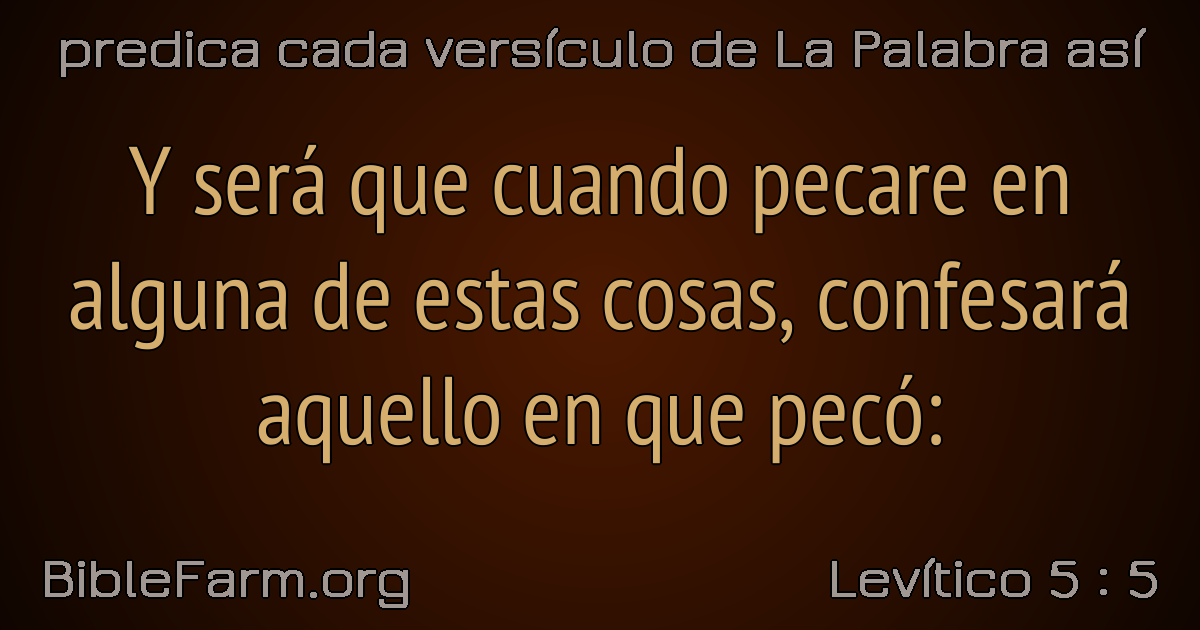 predica cada versículo de La Palabra así
Y será que cuando pecare en
alguna de estas cosas, confesará
aquello en que pecó:
BibleFarm.org
Levítico 5 : 5